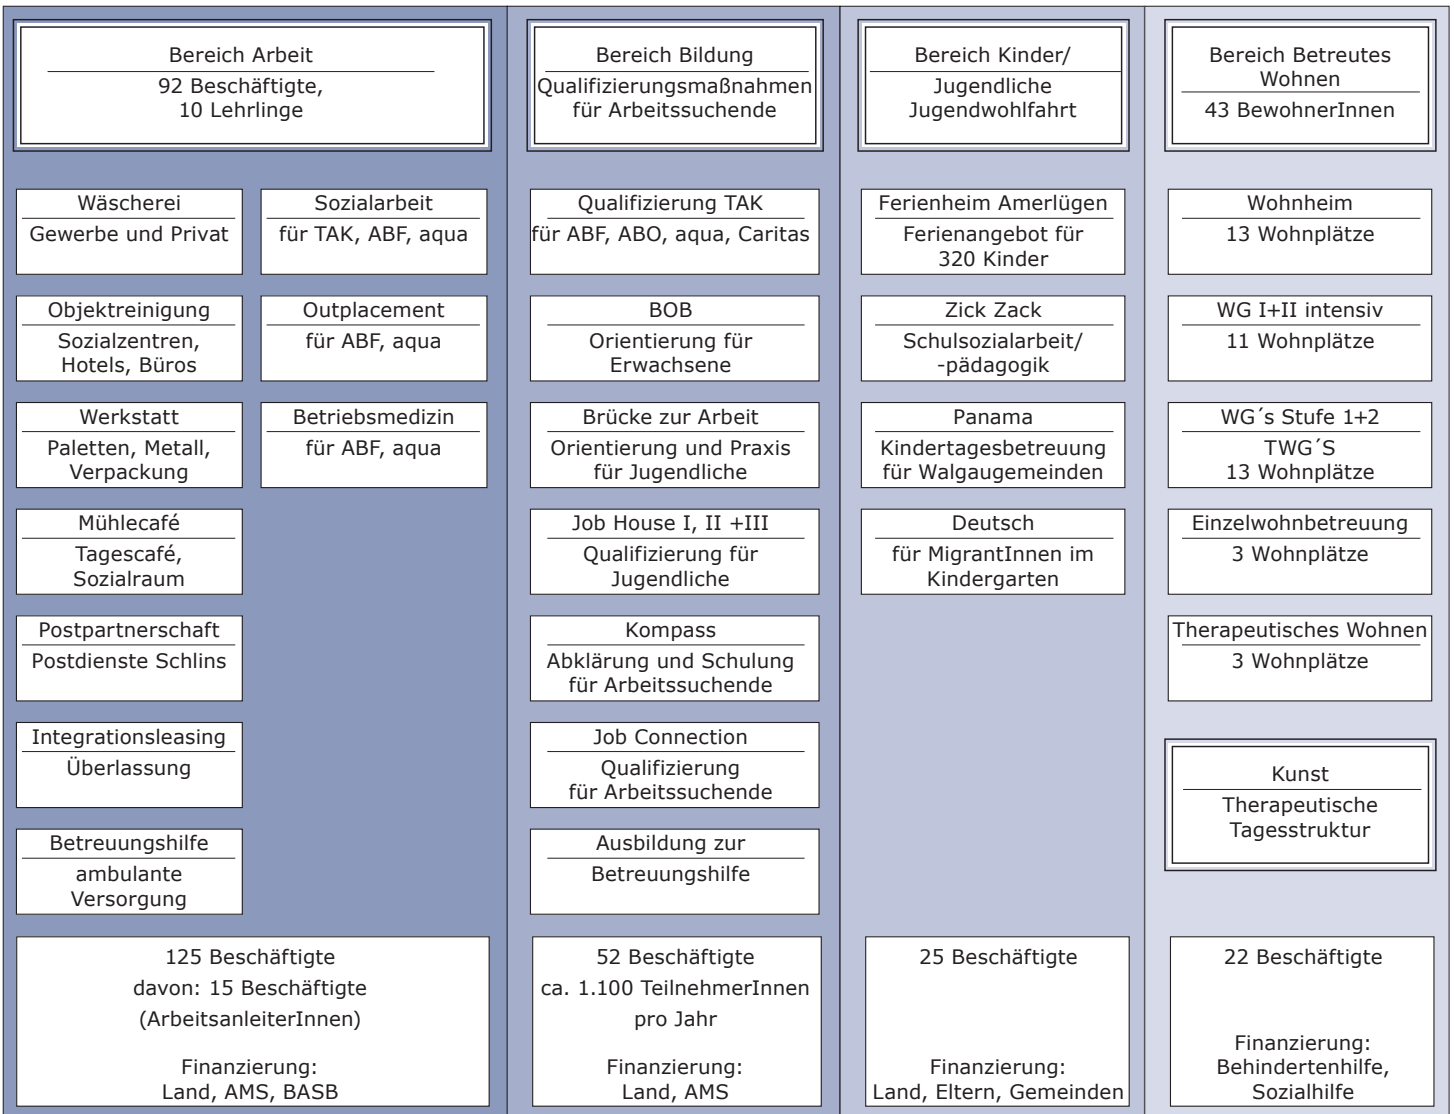 Bereich Arbeit
92 Beschäftigte,
10 Lehrlinge
Wäscherei
Gewerbe und Privat
Objektreinigung
Sozialzentren,
Hotels, Büros
Werkstatt
Paletten, Metall,
Verpackung
Mühlecafé
Tagescafé,
Sozialraum
Postpartnerschaft
Postdienste Schlins
Integrationsleasing
Überlassung
Betreuungshilfe
ambulante
Versorgung
Sozialarbeit
für TAK, ABF, aqua
Outplacement
für ABF, aqua
Betriebsmedizin
für ABF, aqua
125 Beschäftigte
davon: 15 Beschäftigte
(ArbeitsanleiterInnen)
Finanzierung:
Land, AMS, BASB
Bereich Bildung
Qualifizierungsmaßnahmen
für Arbeitssuchende
Qualifizierung TAK
für ABF, ABO, aqua, Caritas
BOB
Orientierung für
Erwachsene
Brücke zur Arbeit
Orientierung und Praxis
für Jugendliche
Job House I, II +III
Qualifizierung für
Jugendliche
Kompass
Abklärung und Schulung
für Arbeitssuchende
Job Connection
Qualifizierung
für Arbeitssuchende
Ausbildung zur
Betreuungshilfe
52 Beschäftigte
ca. 1.100 TeilnehmerInnen
pro Jahr
Finanzierung:
Land, AMS
Bereich Kinder/
Jugendliche
Jugendwohlfahrt
Ferienheim Amerlügen
Ferienangebot für
320 Kinder
Zick Zack
Schulsozialarbeit/
-pädagogik
Panama
Kindertagesbetreuung
für Walgaugemeinden
Deutsch
für MigrantInnen im
Kindergarten
25 Beschäftigte
Finanzierung:
Land, Eltern, Gemeinden
Bereich Betreutes
Wohnen
43 BewohnerInnen
Wohnheim
13 Wohnplätze
WG I+II intensiv
11 Wohnplätze
WG´s Stufe 1+2
TWG´S
13 Wohnplätze
Einzelwohnbetreuung
3 Wohnplätze
Therapeutisches Wohnen
3 Wohnplätze
Kunst
Therapeutische
Tagesstruktur
22 Beschäftigte
Finanzierung:
Behindertenhilfe,
Sozialhilfe